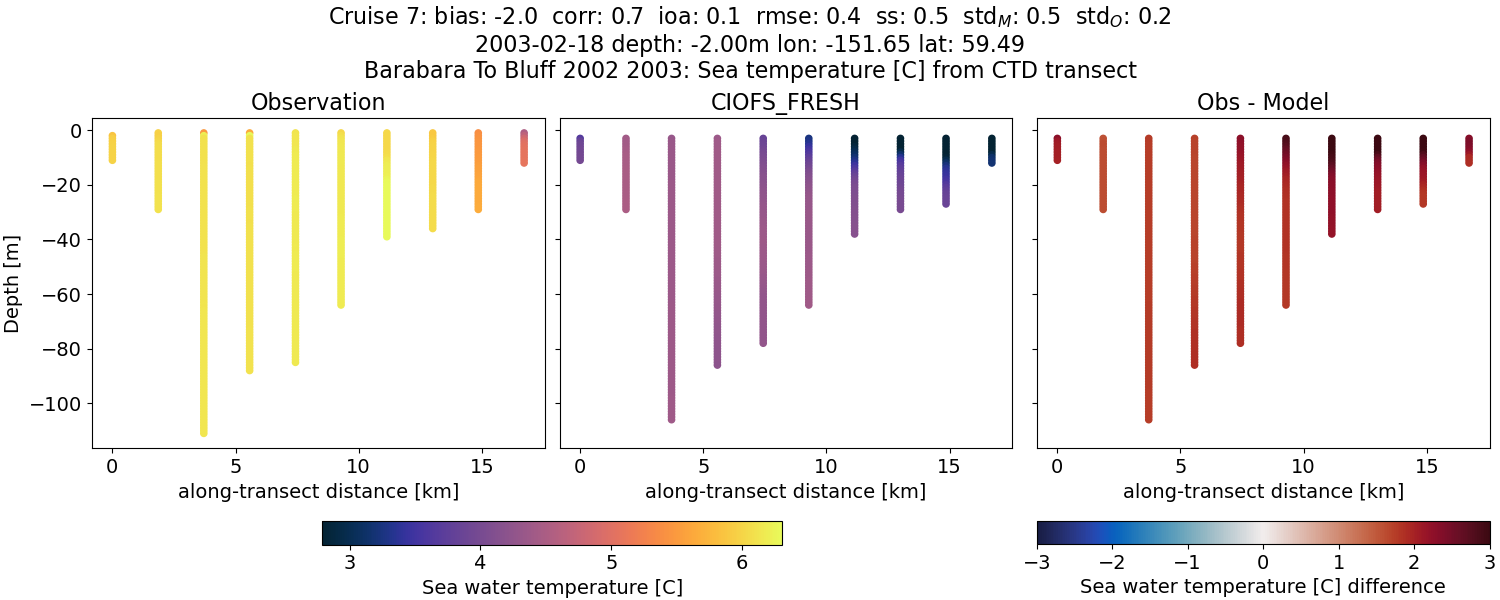 Cruise 7: bias: -2.0 corr: 0.7 ioa: 0.1 rmse: 0.4 ss: 0.5 std_M: 0.5 std_O: 0.2
2003-02-18 depth: -2.00m lon: -151.65 lat: 59.49
Barabara To Bluff 2002 2003: Sea temperature [C] from CTD transect
Observation
CIOFS_FRESH
Obs - Model
Depth [m]
0
−20
−40
−60
−80
−100
0 5 10 15
0 5 10 15
0 5 10 15
along-transect distance [km]
along-transect distance [km]
along-transect distance [km]
3 4 5 6
Sea water temperature [C]
−3 −2 −1 0 1 2 3
Sea water temperature [C] difference